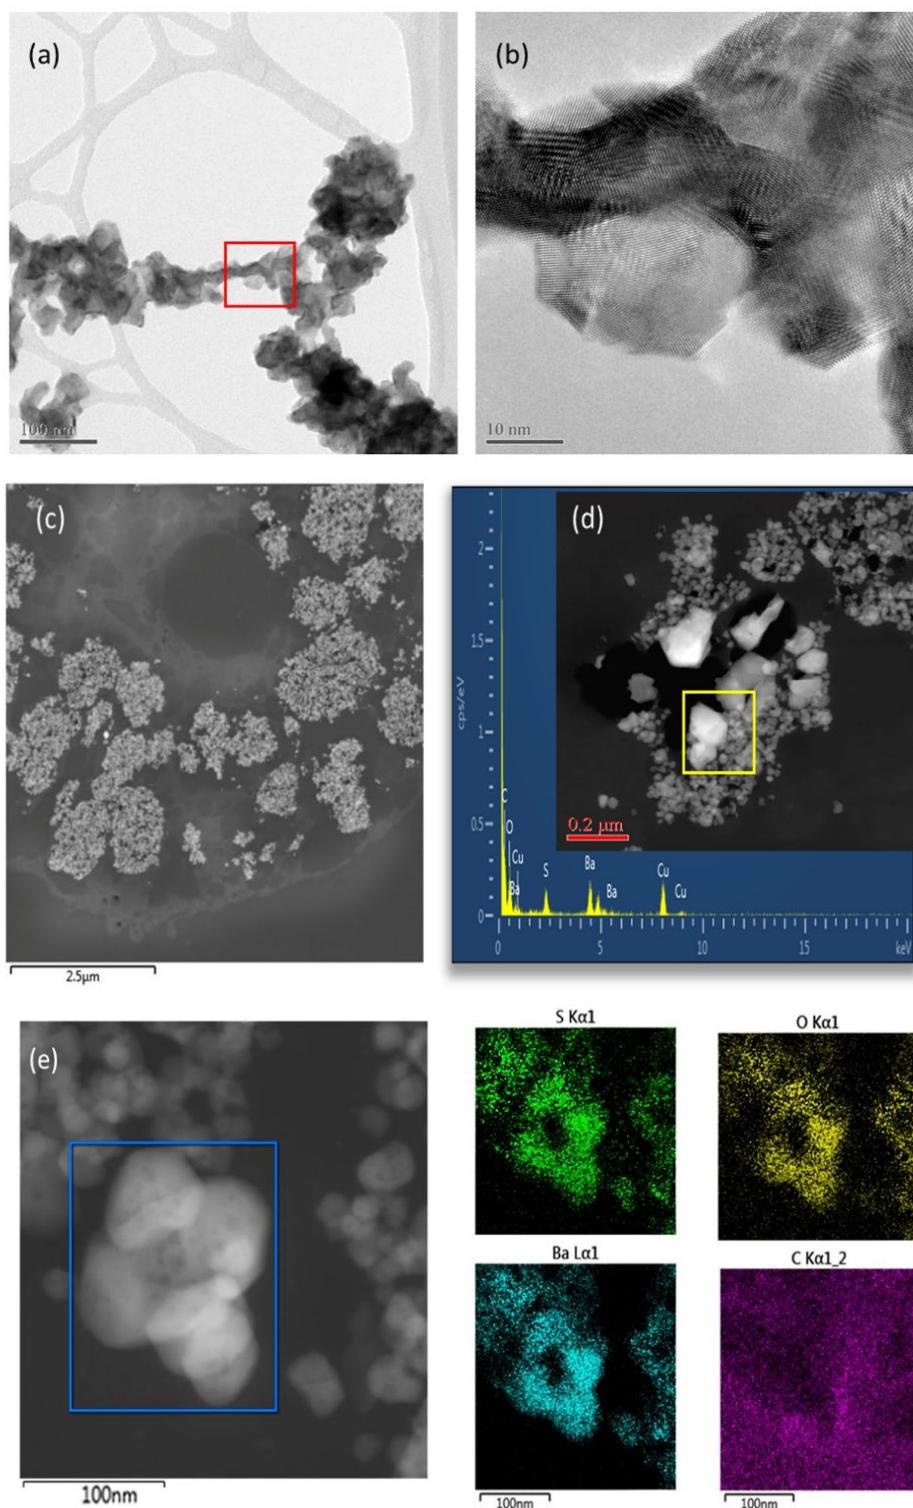 (a)
100 nm
(b)
10 nm
(c)
2.5µm
(d)
0.2 µm
cps/eV
2
1.5
1
0.5
0
C
O
Cu
Ba
S
Ba
Ba
Cu
Cu
0
5
10
15
keV
(e)
100nm
S Kα1
O Kα1
Ba Lα1
C Kα1_2
100nm
100nm